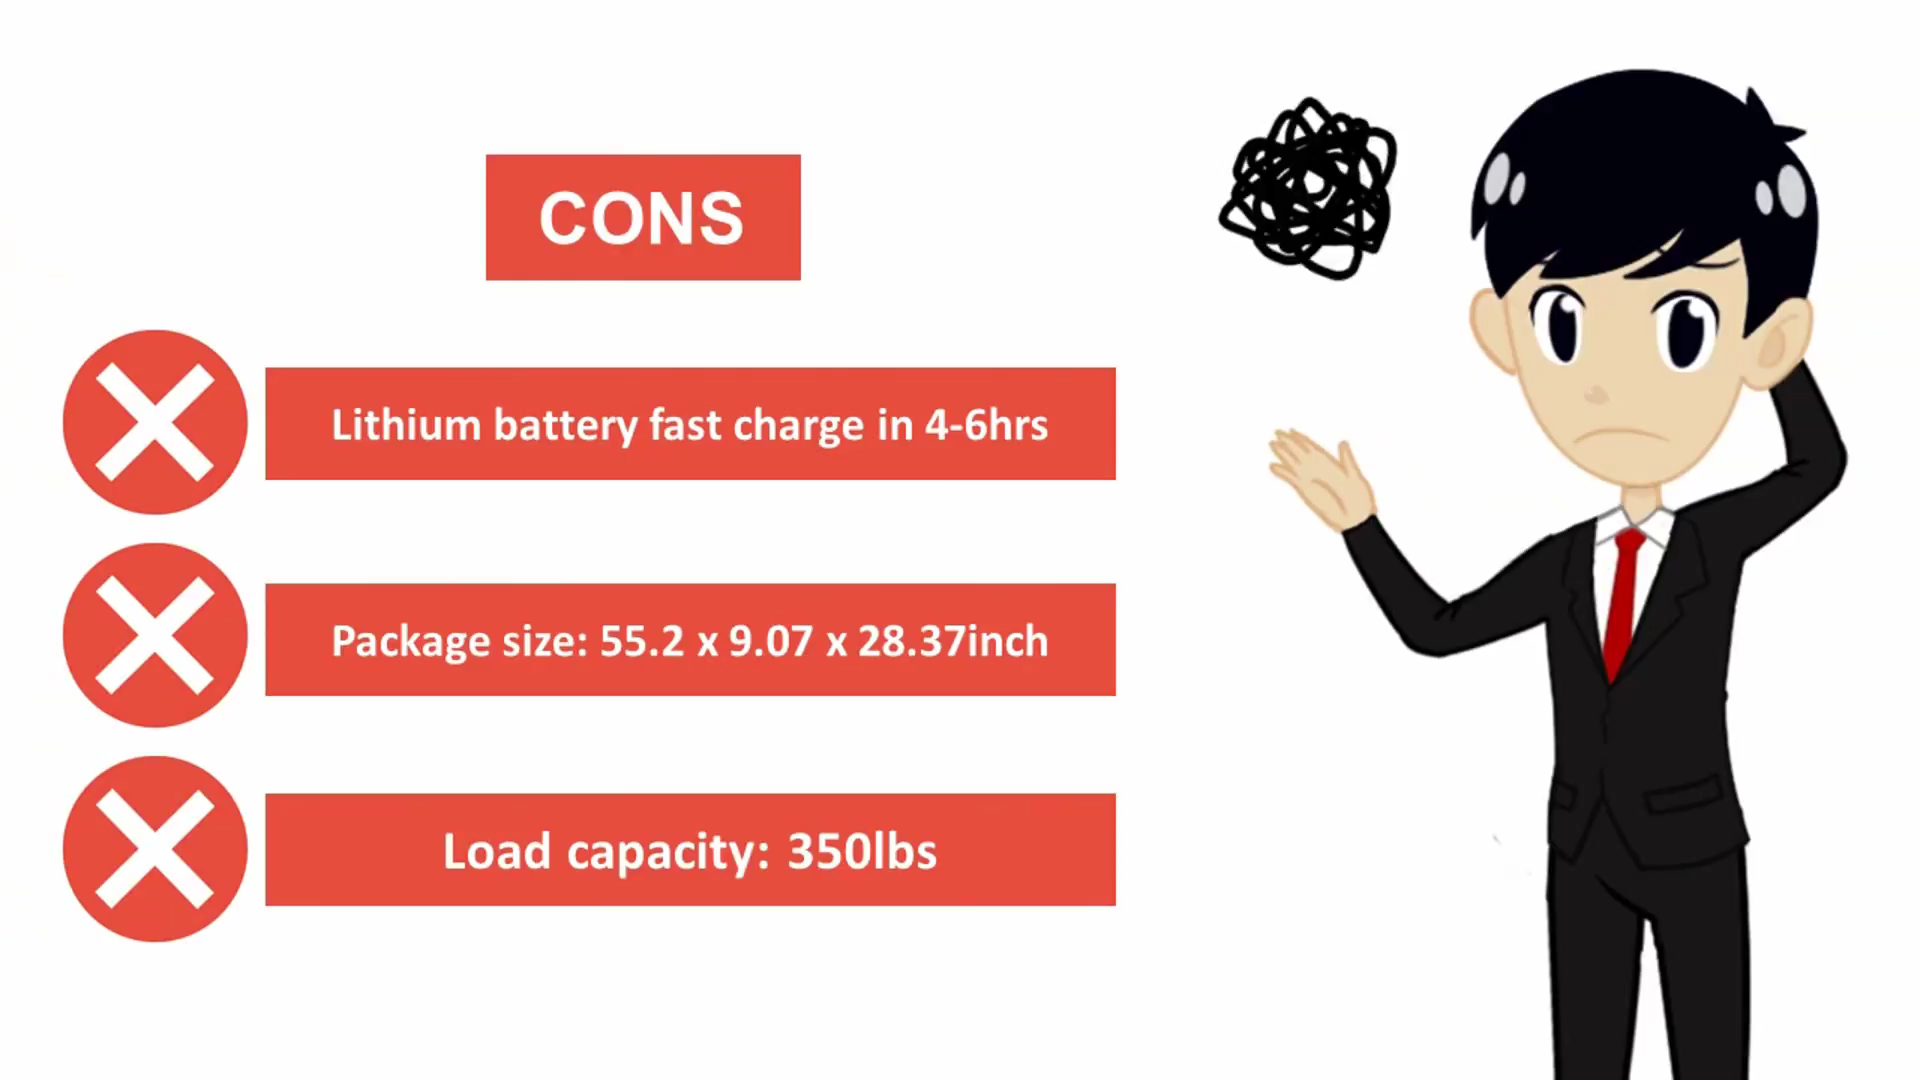 CONS
Lithium battery fast charge in 4-6hrs
Package size: 55.2 x 9.07 x 28.37inch
Load capacity: 350lbs